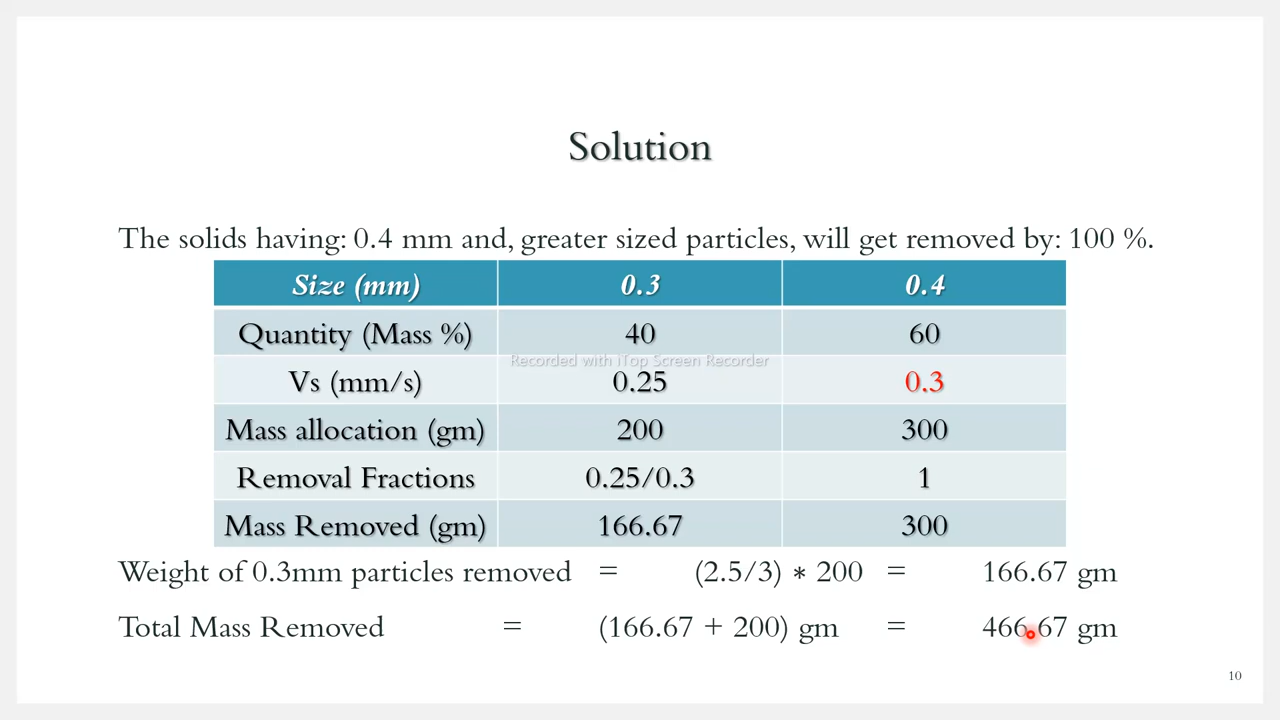 Solution
The solids having: 0.4 mm and, greater sized particles, will get removed by: 100 %.
Size (mm) 0.3 0.4
Quantity (Mass %) 40 60
Recorded with iTop Screen Recorder
Vs (mm/s) 0.25 0.3
Mass allocation (gm) 200 300
Removal Fractions 0.25/0.3 1
Mass Removed (gm) 166.67 300
Weight of 0.3mm particles removed = (2.5/3) * 200 = 166.67 gm
Total Mass Removed = (166.67 + 200) gm = 466.67 gm
10